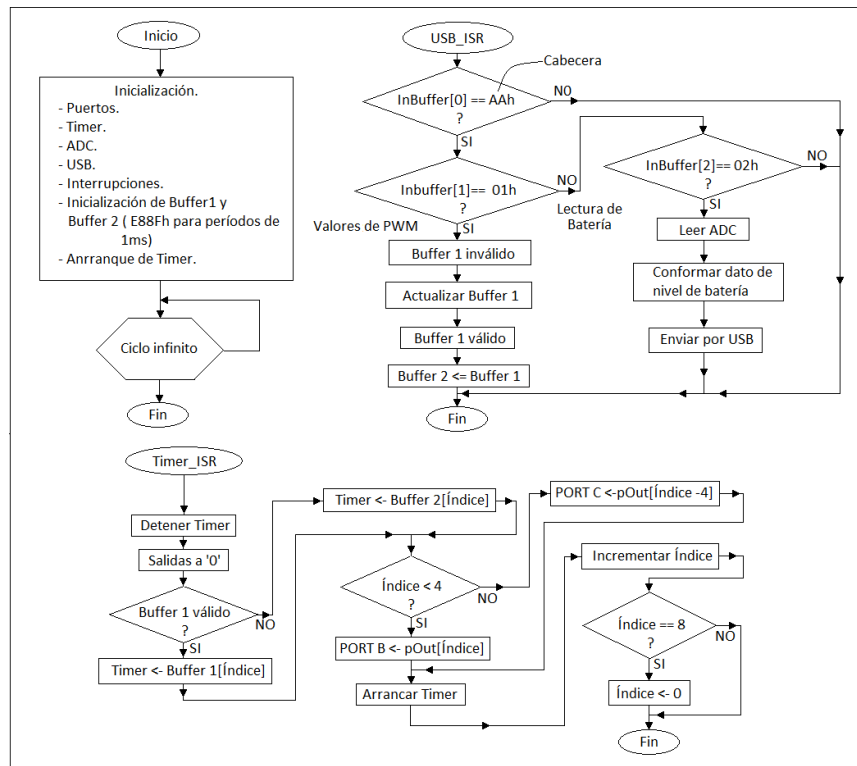 Inicio
Inicialización.
- Puertos.
- Timer.
- ADC.
- USB.
- Interrupciones.
- Inicialización de Buffer1 y
Buffer 2 ( E88Fh para períodos de
1ms)
- Anrranque de Timer.
Ciclo infinito
Fin
USB_ISR
Cabecera
InBuffer[0] == AAh
?
N0
SI
Inbuffer[1]== 01h
?
NO
SI
Valores de PWM
Lectura de
Batería
InBuffer[2]== 02h
?
NO
SI
Buffer 1 inválido
Actualizar Buffer 1
Buffer 1 válido
Buffer 2 <= Buffer 1
Leer ADC
Conformar dato de
nivel de batería
Enviar por USB
Fin
Timer_ISR
Detener Timer
Salidas a '0'
Buffer 1 válido
?
NO
SI
Timer <- Buffer 1[Índice]
Timer <- Buffer 2[Índice]
Índice < 4
?
NO
SI
PORT B <- pOut[Índice]
Arrancar Timer
PORT C <-pOut[Índice -4]
Incrementar Índice
Índice == 8
?
NO
SI
Índice <- 0
Fin